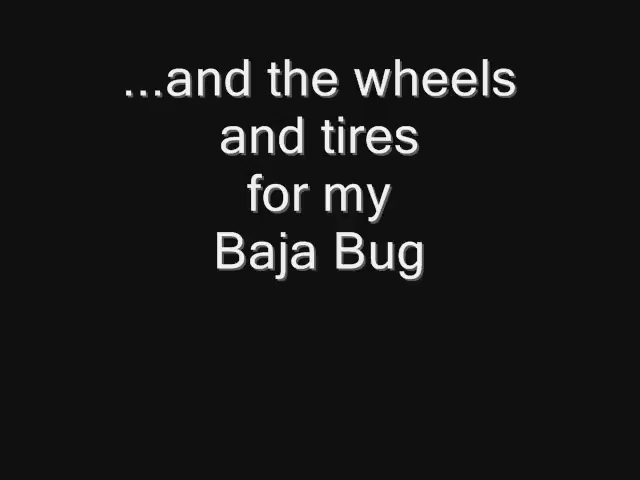 ...and the wheels
and tires
for my
Baja Bug